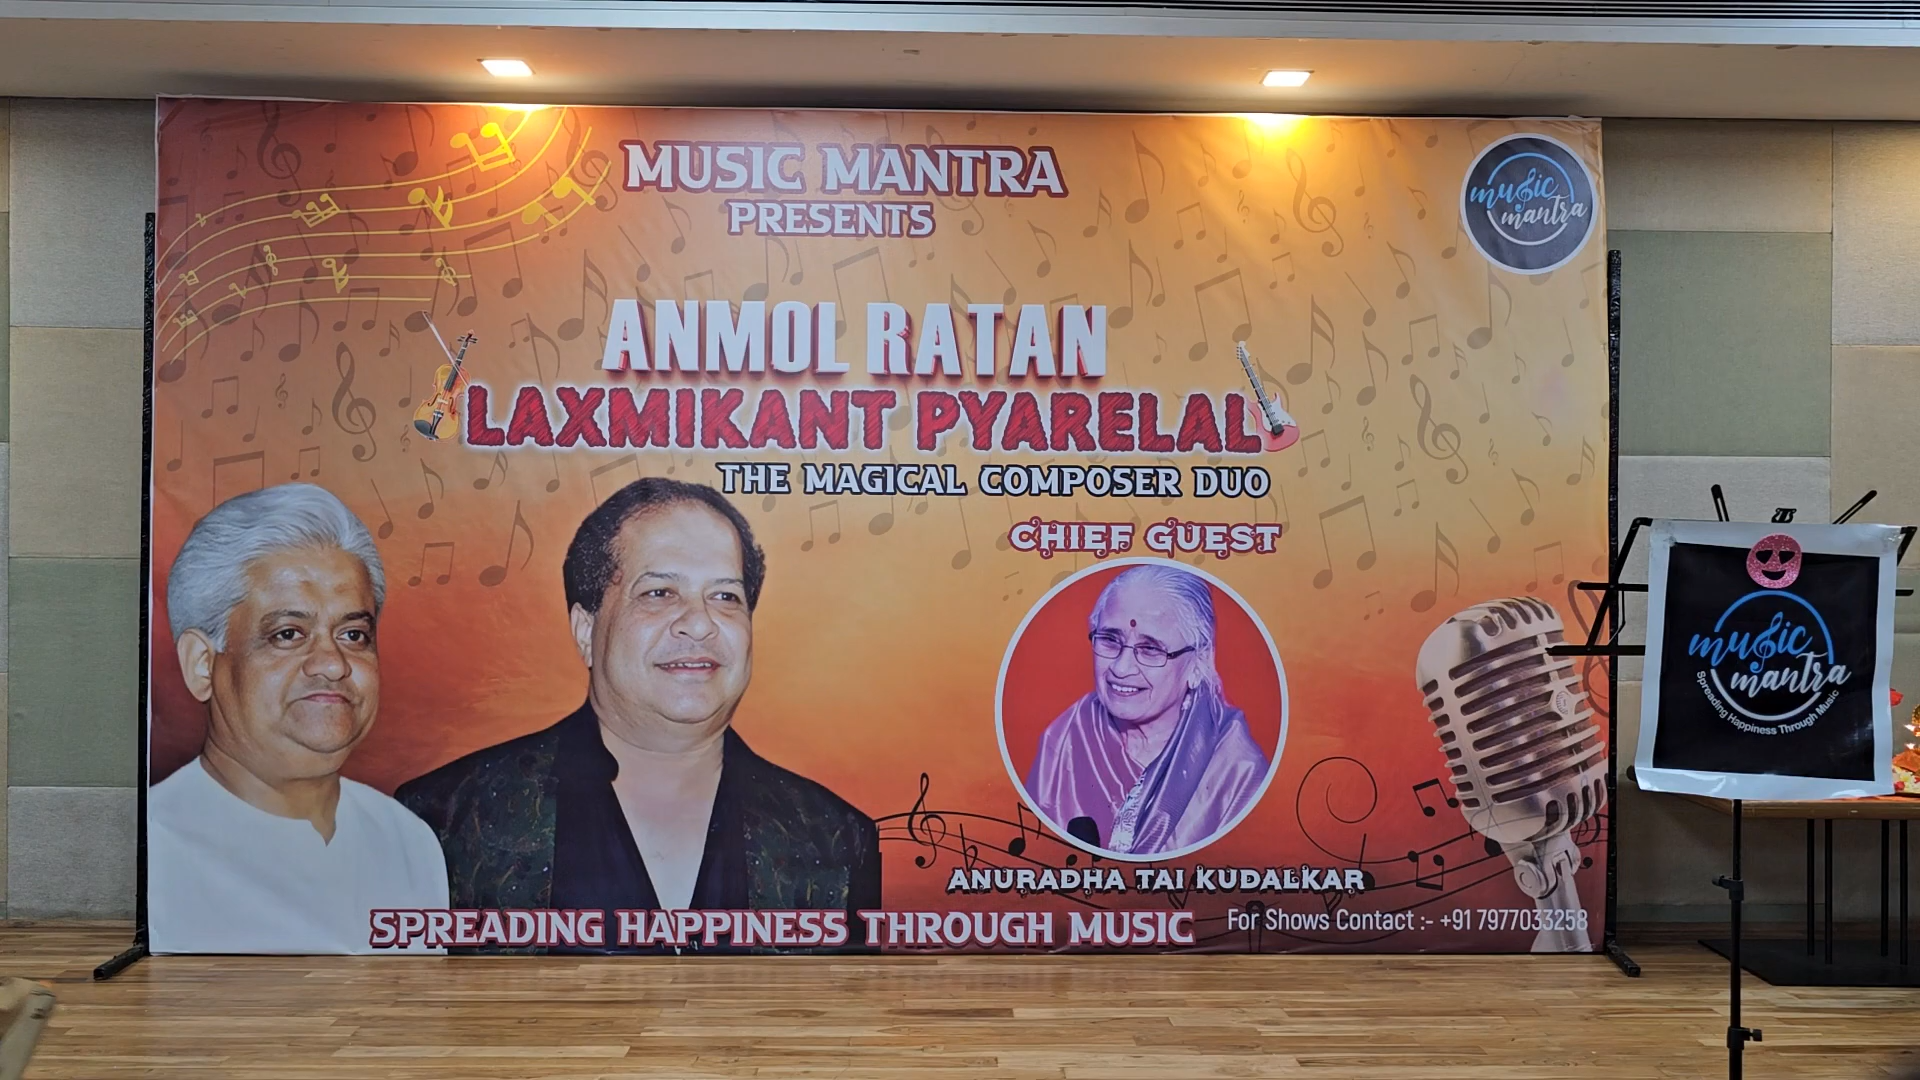 MUSIC MANTRA
PRESENTS
music
mantra
ANMOL RATAN
LAXMIKANT PYARELAL
THE MAGICAL COMPOSER DUO
CHIEF GUEST
ANURADHA TAI KUDALKAR
SPREADING HAPPINESS THROUGH MUSIC
For Shows Contact :- +91 7977033258
music
mantra
Spreading Happiness Through Music